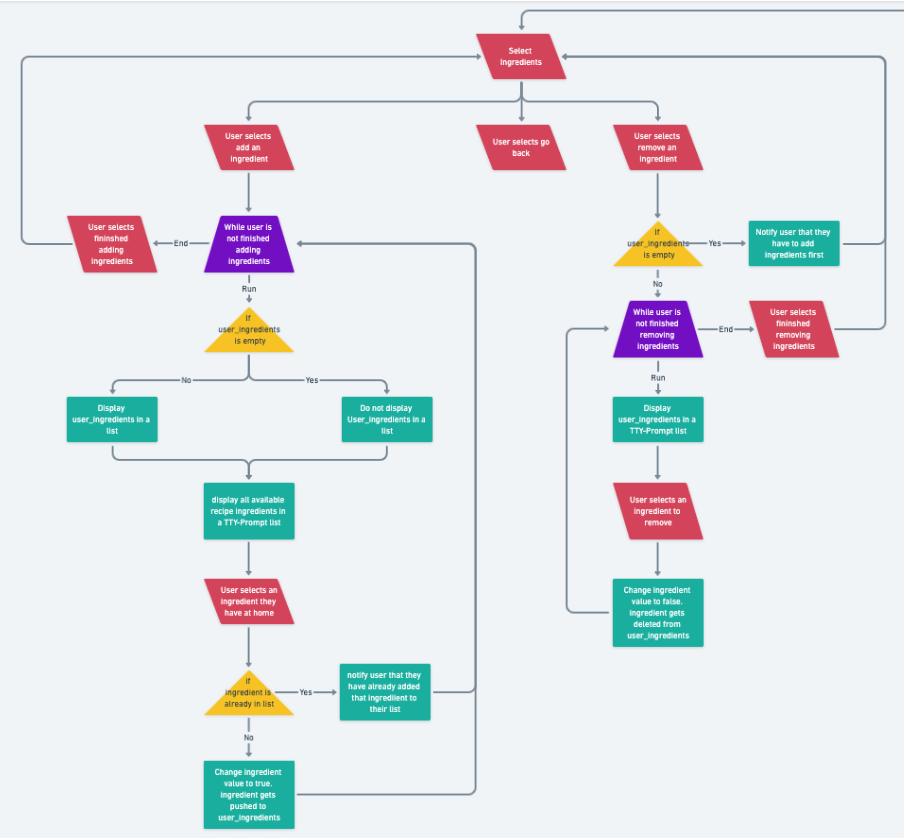 Select
Ingredients
User selects
add an
ingredient
User selects go
back
User selects
remove an
ingredient
User selects
fininshed
adding
ingredients
End
While user is
not finished
adding
ingredients
If
user_ingredients
is empty
Yes
Notify user that they
have to add
ingredients first
Run
No
If
user_ingredients
is empty
While user is
not finished
removing
ingredients
End
User selects
fininshed
removing
ingredients
No
Yes
Run
Display
user_ingredients in a
list
Do not display
User_ingredients in a
list
Display
user_ingredients in a
TTY-Prompt list
display all available
recipe ingredients in
a TTY-Prompt list
User selects an
ingredient to
remove
User selects an
ingredient they
have at home
Change ingredient
value to false.
ingredient gets
deleted from
user_ingredients
if
ingredient is
already in list
Yes
notify user that they
have already added
that ingredient to
their list
No
Change ingredient
value to true.
ingredient gets
pushed to
user_ingredients